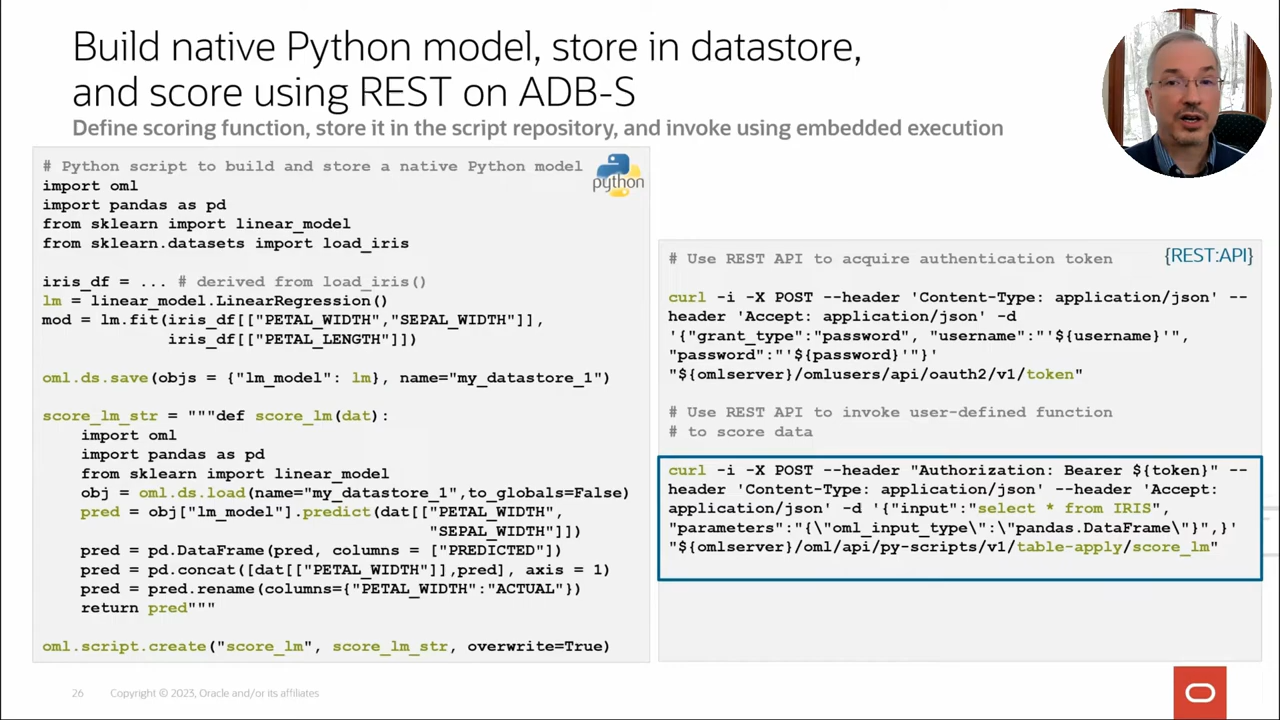 Build native Python model, store in datastore,
and score using REST on ADB-S
Define scoring function, store it in the script repository, and invoke using embedded execution
# Python script to build and store a native Python model
python
import oml
import pandas as pd
from sklearn import linear_model
from sklearn.datasets import load_iris
iris_df = ... # derived from load_iris()
lm = linear_model.LinearRegression()
mod = lm.fit(iris_df[["PETAL_WIDTH","SEPAL_WIDTH"]],
iris_df[["PETAL_LENGTH"]])
oml.ds.save(objs = {"lm_model": lm}, name="my_datastore_1")
score_lm_str = """def score_lm(dat):
import oml
import pandas as pd
from sklearn import linear_model
obj = oml.ds.load(name="my_datastore_1",to_globals=False)
pred = obj["lm_model"].predict(dat[["PETAL_WIDTH",
"SEPAL_WIDTH"]])
pred = pd.DataFrame(pred, columns = ["PREDICTED"])
pred = pd.concat([dat[["PETAL_WIDTH"]],pred], axis = 1)
pred = pred.rename(columns={"PETAL_WIDTH":"ACTUAL"})
return pred"""
oml.script.create("score_lm", score_lm_str, overwrite=True)
{REST:API}
# Use REST API to acquire authentication token
curl -i -X POST --header 'Content-Type: application/json' --
header 'Accept: application/json' -d
'{"grant_type":"password", "username":"'${username}'",
"password":"'${password}'"}'
"${omlserver}/omlusers/api/oauth2/v1/token"
# Use REST API to invoke user-defined function
# to score data
curl -i -X POST --header "Authorization: Bearer ${token}" --
header 'Content-Type: application/json' --header 'Accept:
application/json' -d '{"input":"select * from IRIS",
"parameters":"{\"oml_input_type\":\"pandas.DataFrame\"}",}'
"${omlserver}/oml/api/py-scripts/v1/table-apply/score_lm"
26 Copyright © 2023, Oracle and/or its affiliates